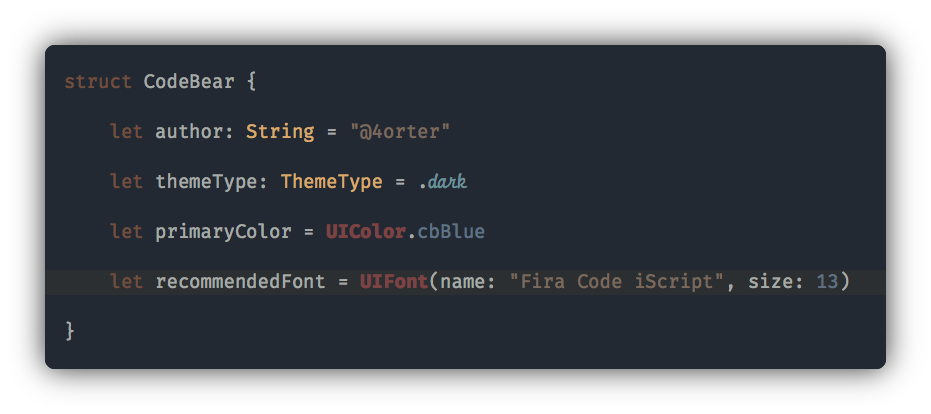 struct CodeBear {
let author: String = "@4orter"
let themeType: ThemeType = .dark
let primaryColor = UIColor.cbBlue
let recommendedFont = UIFont(name: "Fira Code iScript", size: 13)
}